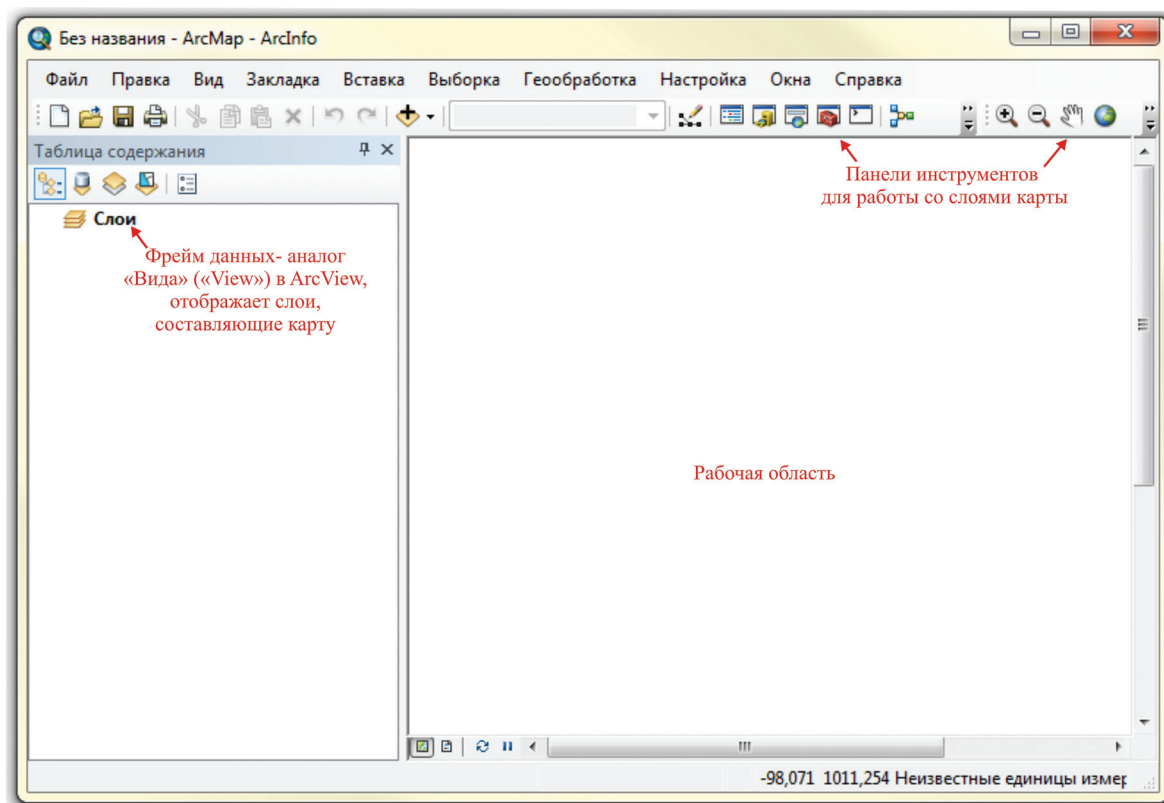 Без названия - ArcMap - ArcInfo
Файл Правка Вид Закладка Вставка Выборка Геообработка Настройка Окна Справка
Таблица содержания
Слои
Фрейм данных- аналог
«Вида» («View») в ArcView,
отображает слои,
составляющие карту
Панели инструментов
для работы со слоями карты
Рабочая область
-98,071 1011,254 Неизвестные единицы измер